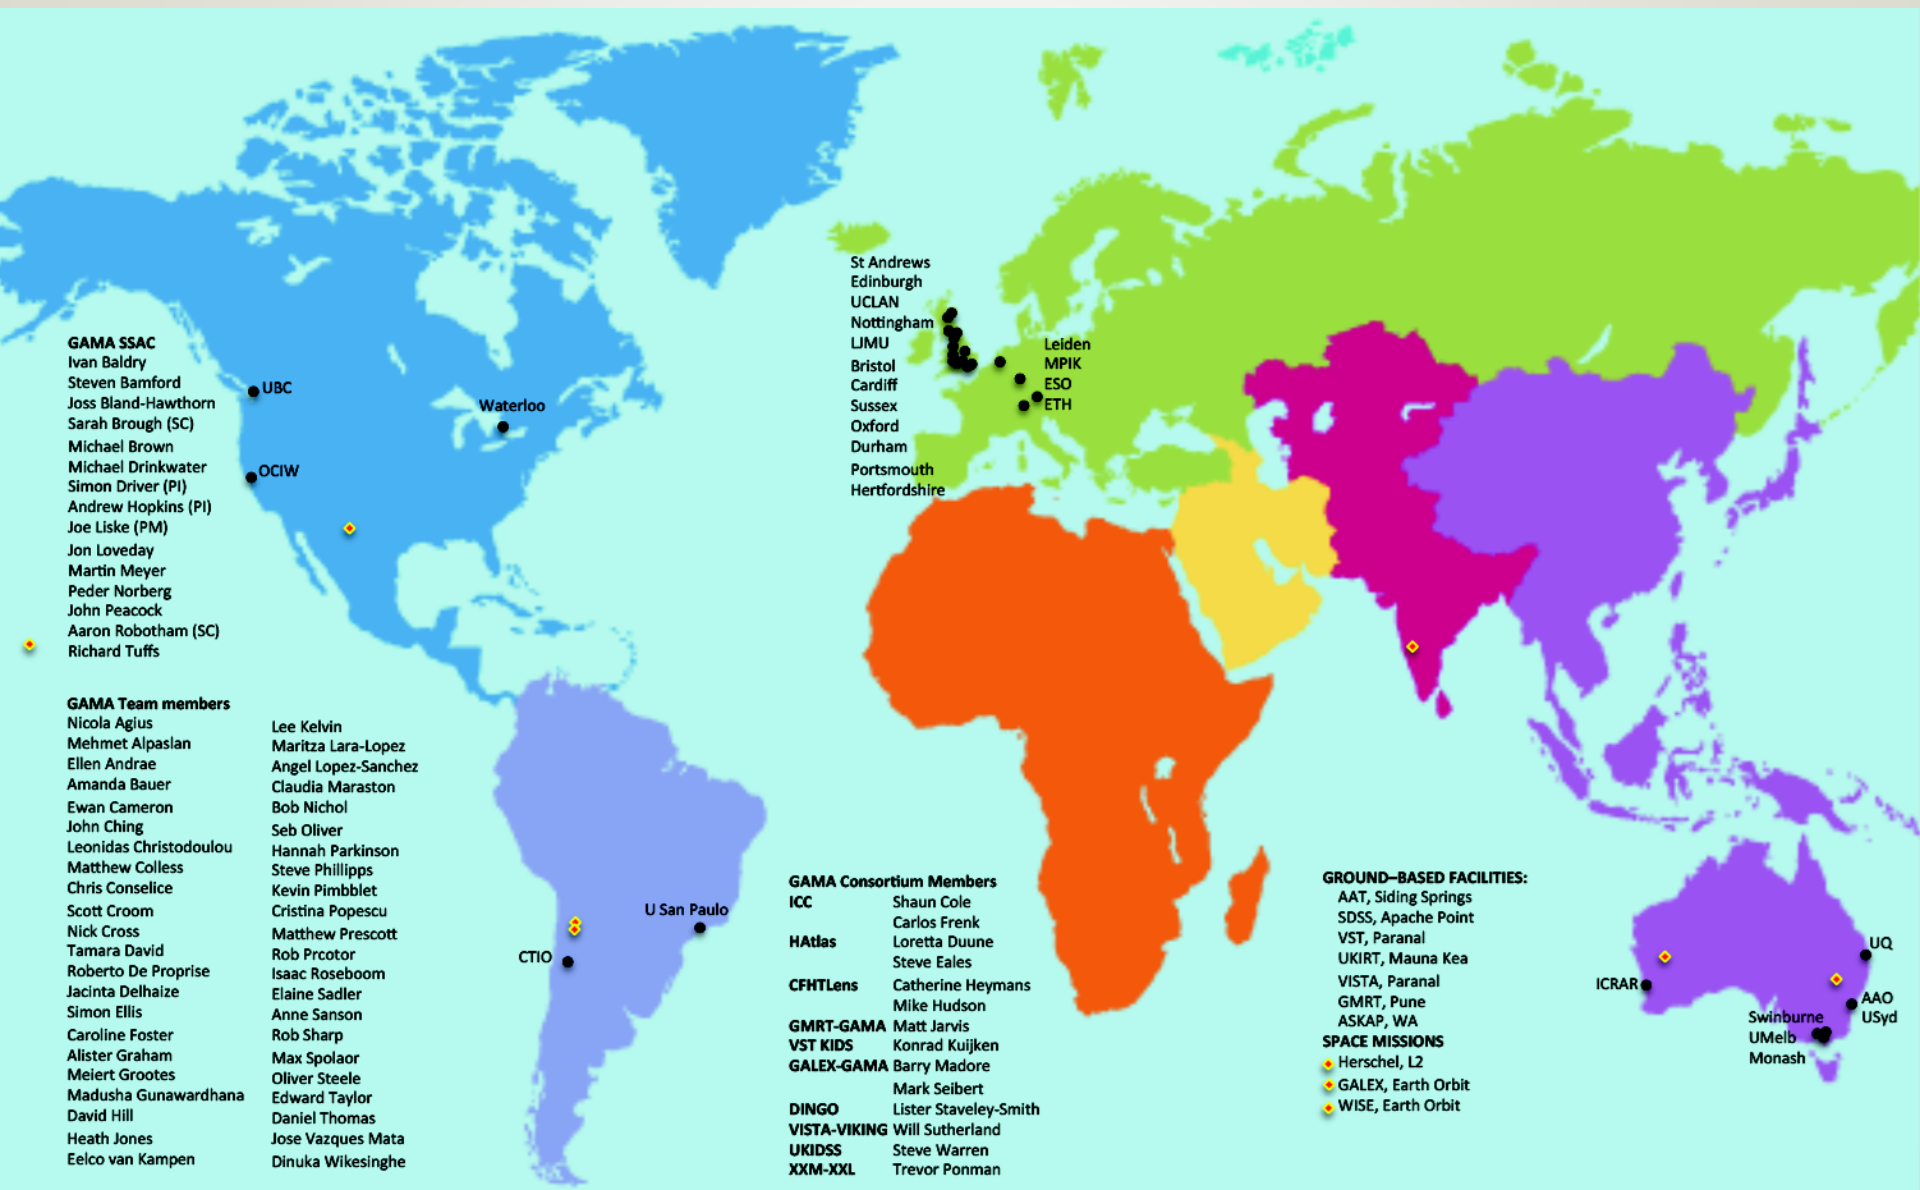 St Andrews
Edinburgh
UCLAN
Nottingham
LJMU
Bristol
Cardiff
Sussex
Oxford
Durham
Portsmouth
Hertfordshire
Leiden
MPIK
ESO
ETH
UBC
Waterloo
OCIW
GAMA SSAC
Ivan Baldry
Steven Bamford
Joss Bland-Hawthorn
Sarah Brough (SC)
Michael Brown
Michael Drinkwater
Simon Driver (PI)
Andrew Hopkins (PI)
Joe Liske (PM)
Jon Loveday
Martin Meyer
Peder Norberg
John Peacock
Aaron Robotham (SC)
Richard Tuffs
GAMA Team members
Nicola Agius
Mehmet Alpaslan
Ellen Andrae
Amanda Bauer
Ewan Cameron
John Ching
Leonidas Christodoulou
Matthew Colless
Chris Conselice
Scott Croom
Nick Cross
Tamara David
Roberto De Proprise
Jacinta Delhaize
Simon Ellis
Caroline Foster
Alister Graham
Meiert Grootes
Madusha Gunawardhana
David Hill
Heath Jones
Eelco van Kampen
Lee Kelvin
Maritza Lara-Lopez
Angel Lopez-Sanchez
Claudia Maraston
Bob Nichol
Seb Oliver
Hannah Parkinson
Steve Phillipps
Kevin Pimbblet
Cristina Popescu
Matthew Prescott
Rob Prcotor
Isaac Roseboom
Elaine Sadler
Anne Sanson
Rob Sharp
Max Spolaor
Oliver Steele
Edward Taylor
Daniel Thomas
Jose Vazques Mata
Dinuka Wikesinghe
U San Paulo
CTIO
GAMA Consortium Members
ICC Shaun Cole
Carlos Frenk
HAtlas Loretta Duune
Steve Eales
CFHTLens Catherine Heymans
Mike Hudson
GMRT-GAMA Matt Jarvis
VST KIDS Konrad Kuijken
GALEX-GAMA Barry Madore
Mark Seibert
DINGO Lister Staveley-Smith
VISTA-VIKING Will Sutherland
UKIDSS Steve Warren
XXM-XXL Trevor Ponman
GROUND–BASED FACILITIES:
AAT, Siding Springs
SDSS, Apache Point
VST, Paranal
UKIRT, Mauna Kea
VISTA, Paranal
GMRT, Pune
ASKAP, WA
SPACE MISSIONS
Herschel, L2
GALEX, Earth Orbit
WISE, Earth Orbit
UQ
ICRAR
AAO
USyd
Swinburne
UMelb
Monash